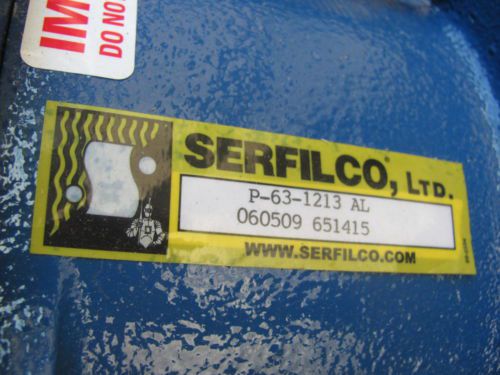 IM
DO NO
SERFILCO, LTD.
P-63-1213 AL
060509 651415
WWW.SERFILCO.COM